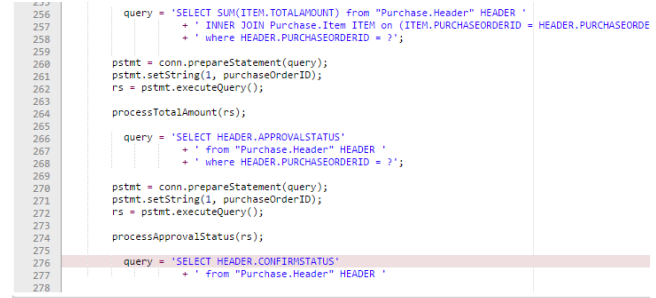 255
256 query = 'SELECT SUM(ITEM.TOTALAMOUNT) from "Purchase.Header" HEADER '
257 + ' INNER JOIN Purchase.Item ITEM on (ITEM.PURCHASEORDERID = HEADER.PURCHASEORDE
258 + ' where HEADER.PURCHASEORDERID = ?';
259
260 pstmt = conn.prepareStatement(query);
261 pstmt.setString(1, purchaseOrderID);
262 rs = pstmt.executeQuery();
263
264 processTotalAmount(rs);
265
266 query = 'SELECT HEADER.APPROVALSTATUS'
267 + ' from "Purchase.Header" HEADER '
268 + ' where HEADER.PURCHASEORDERID = ?';
269
270 pstmt = conn.prepareStatement(query);
271 pstmt.setString(1, purchaseOrderID);
272 rs = pstmt.executeQuery();
273
274 processApprovalStatus(rs);
275
276 query = 'SELECT HEADER.CONFIRMSTATUS'
277 + ' from "Purchase.Header" HEADER '
278